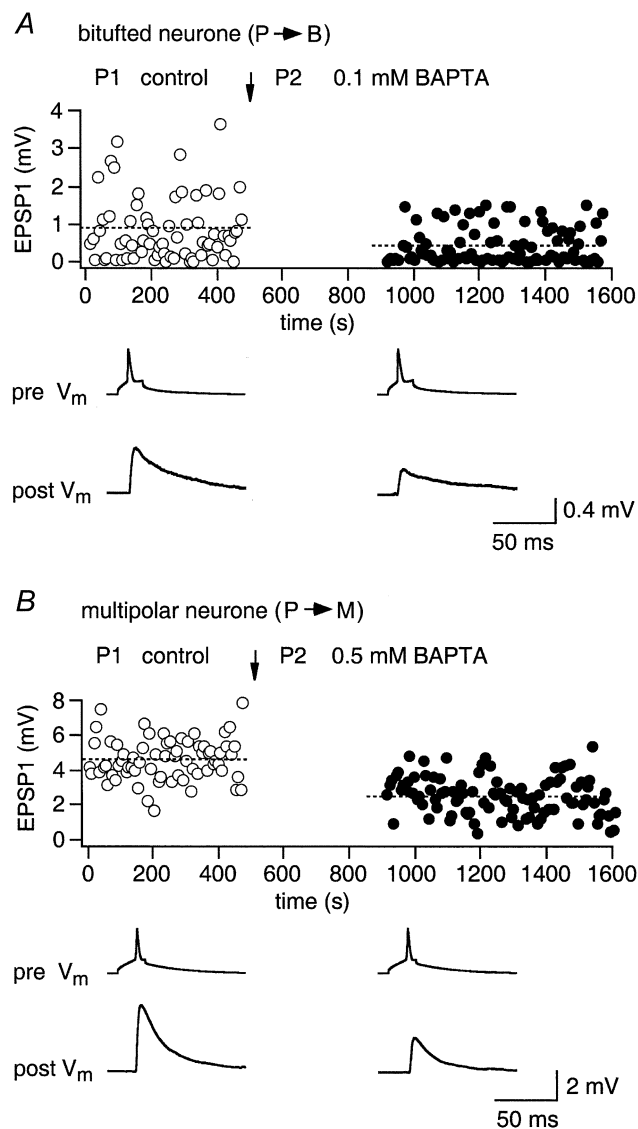 A
bitufted neurone (P → B)
P1 control ↓ P2 0.1 mM BAPTA
EPSP1 (mV)
4
3
2
1
0
0 200 400 600 800 1000 1200 1400 1600
time (s)
pre Vm
post Vm
0.4 mV
50 ms
B
multipolar neurone (P → M)
P1 control ↓ P2 0.5 mM BAPTA
EPSP1 (mV)
8
6
4
2
0
0 200 400 600 800 1000 1200 1400 1600
time (s)
pre Vm
post Vm
2 mV
50 ms